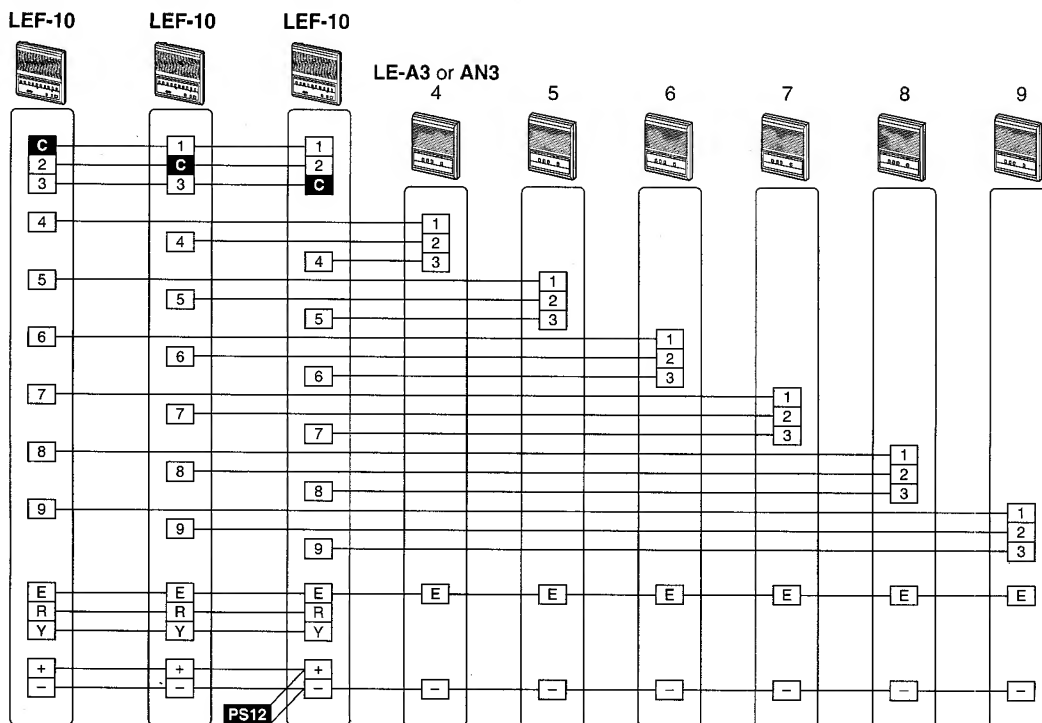 LEF-10 LEF-10 LEF-10
LE-A3 or AN3
4 5 6 7 8 9
C 1 1
2 C 2
3 3 C
4 1
4 2
4 3
5 1
5 2
5 3
6 1
6 2
6 3
7 1
7 2
7 3
8 1
8 2
8 3
9 1
9 2
9 3
E E E E E E E E E
R R R
Y Y Y
+ + +
− − − − − − − − −
PS12